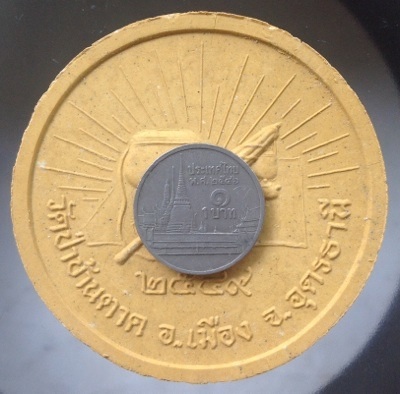 ประเทศไทย
๑
๑ บาท
๒๕๔๙
วัดป่าบ้านตาด อ.เมือง จ.อุดรธานี